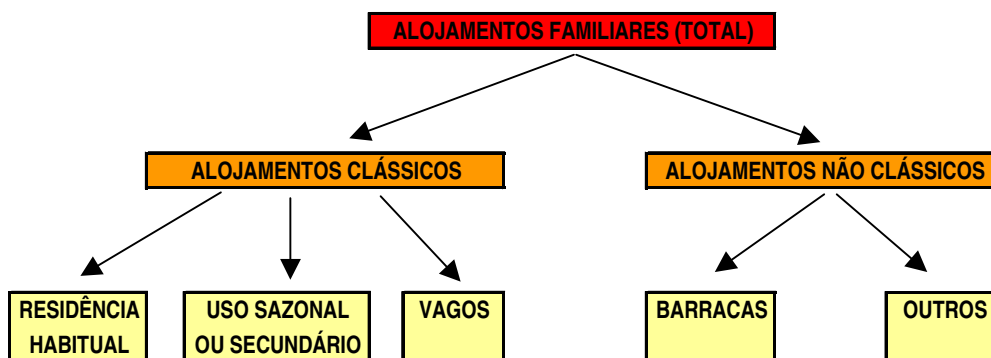 ALOJAMENTOS FAMILIARES (TOTAL)
ALOJAMENTOS CLÁSSICOS
ALOJAMENTOS NÃO CLÁSSICOS
RESIDÊNCIA
HABITUAL
USO SAZONAL
OU SECUNDÁRIO
VAGOS
BARRACAS
OUTROS